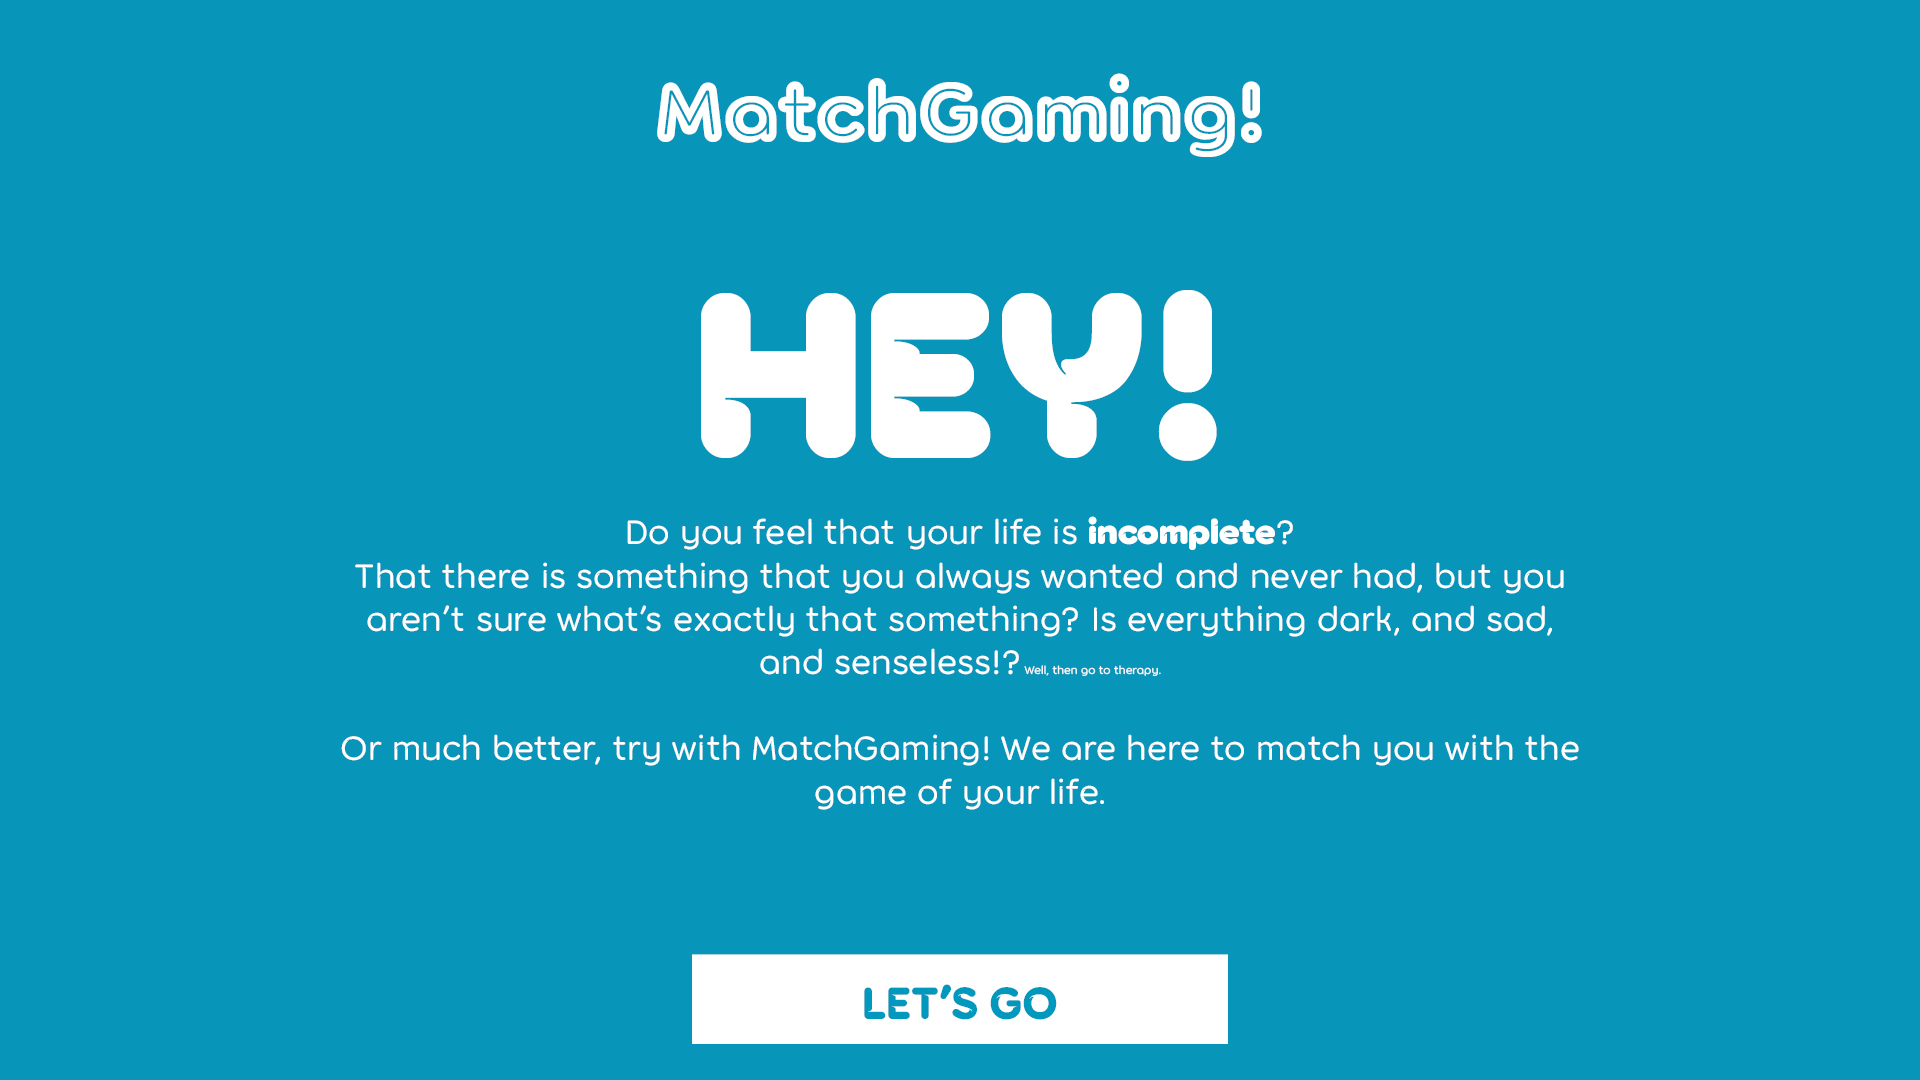 MatchGaming!
HEY!
Do you feel that your life is incomplete?
That there is something that you always wanted and never had, but you
aren't sure what's exactly that something? Is everything dark, and sad,
and senseless!? Well, then go to therapy.
Or much better, try with MatchGaming! We are here to match you with the
game of your life.
LET'S GO